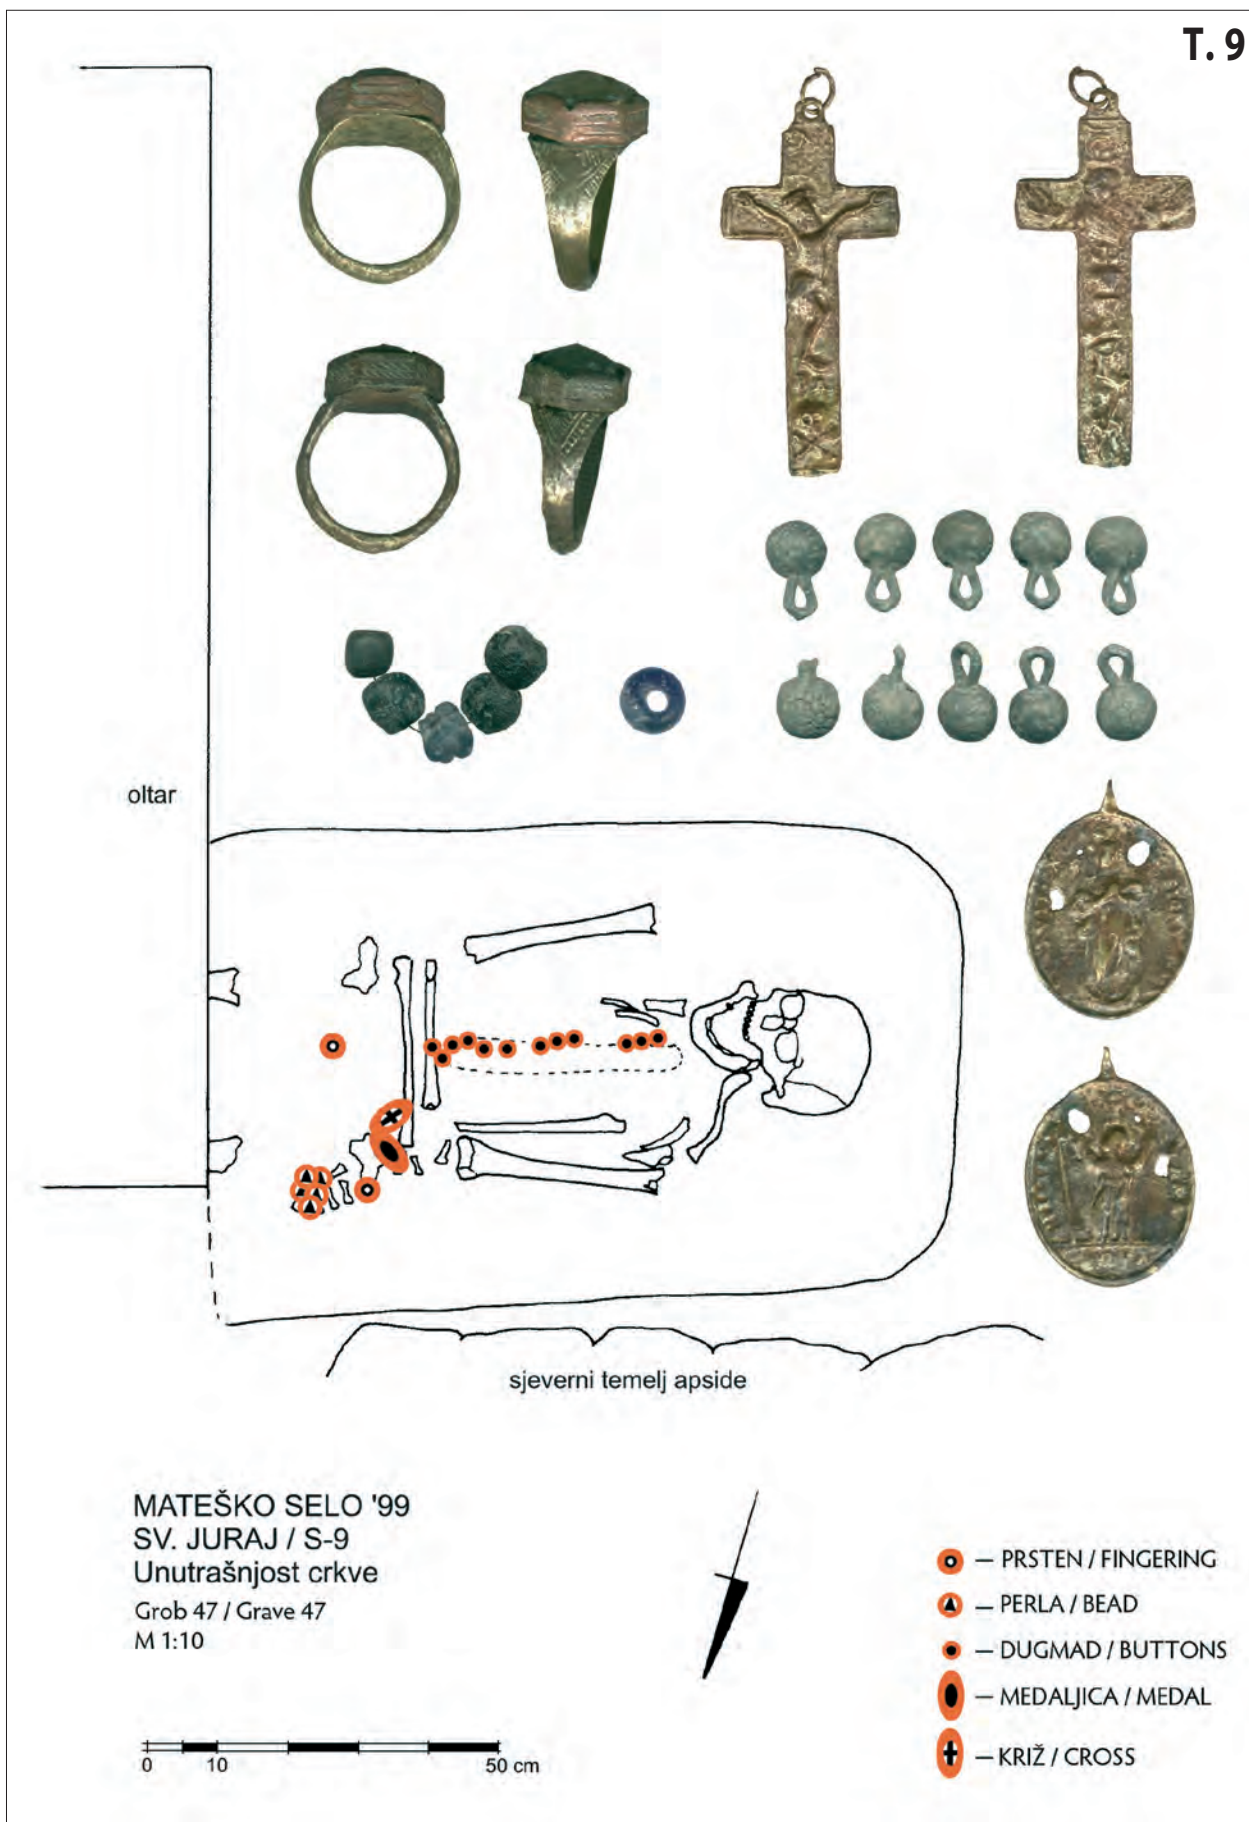 T. 9
oltar
sjeverni temelj apside
MATEŠKO SELO '99
SV. JURAJ / S-9
Unutrašnjost crkve
Grob 47 / Grave 47
M 1:10
0 10 50 cm
– PRSTEN / FINGERING
– PERLA / BEAD
– DUGMAD / BUTTONS
– MEDALJICA / MEDAL
– KRIŽ / CROSS